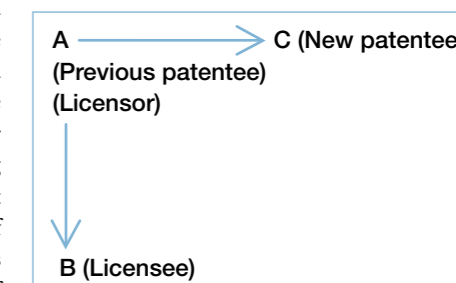 A C (New patentee
(Previous patentee)
(Licensor)
B (Licensee)